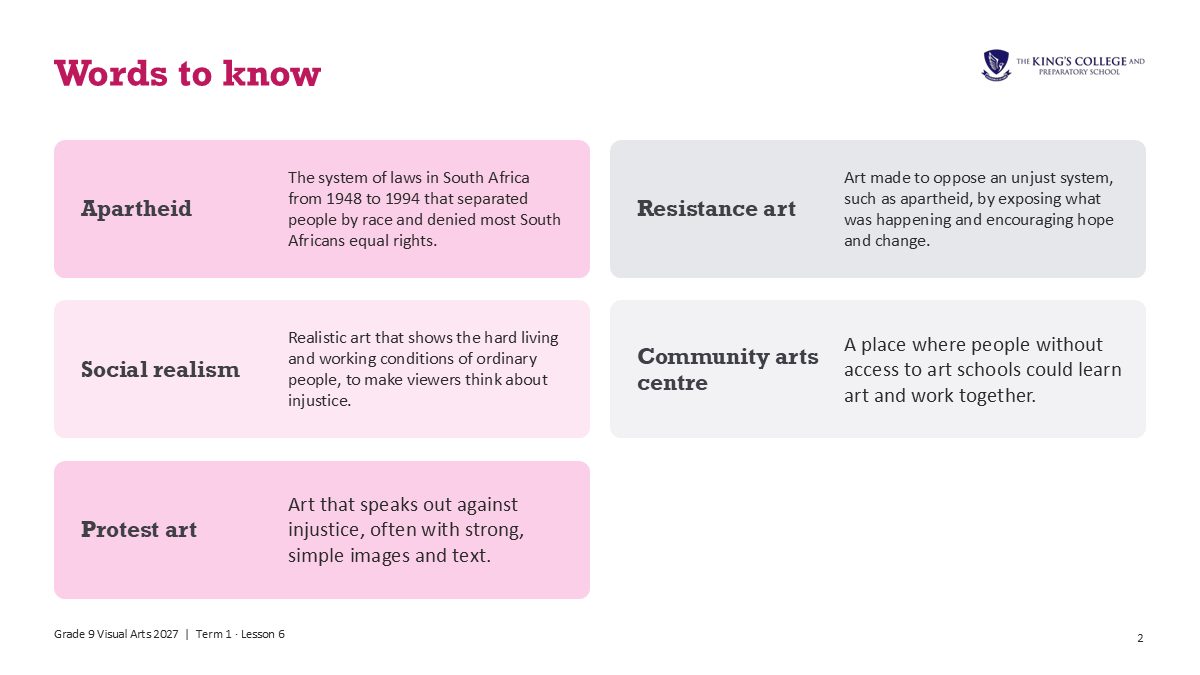 Words to know
THE KING'S COLLEGE AND
PREPARATORY SCHOOL
Apartheid
The system of laws in South Africa
from 1948 to 1994 that separated
people by race and denied most South
Africans equal rights.
Resistance art
Art made to oppose an unjust system,
such as apartheid, by exposing what
was happening and encouraging hope
and change.
Social realism
Realistic art that shows the hard living
and working conditions of ordinary
people, to make viewers think about
injustice.
Community arts
centre
A place where people without
access to art schools could learn
art and work together.
Protest art
Art that speaks out against
injustice, often with strong,
simple images and text.
Grade 9 Visual Arts 2027 | Term 1 · Lesson 6
2